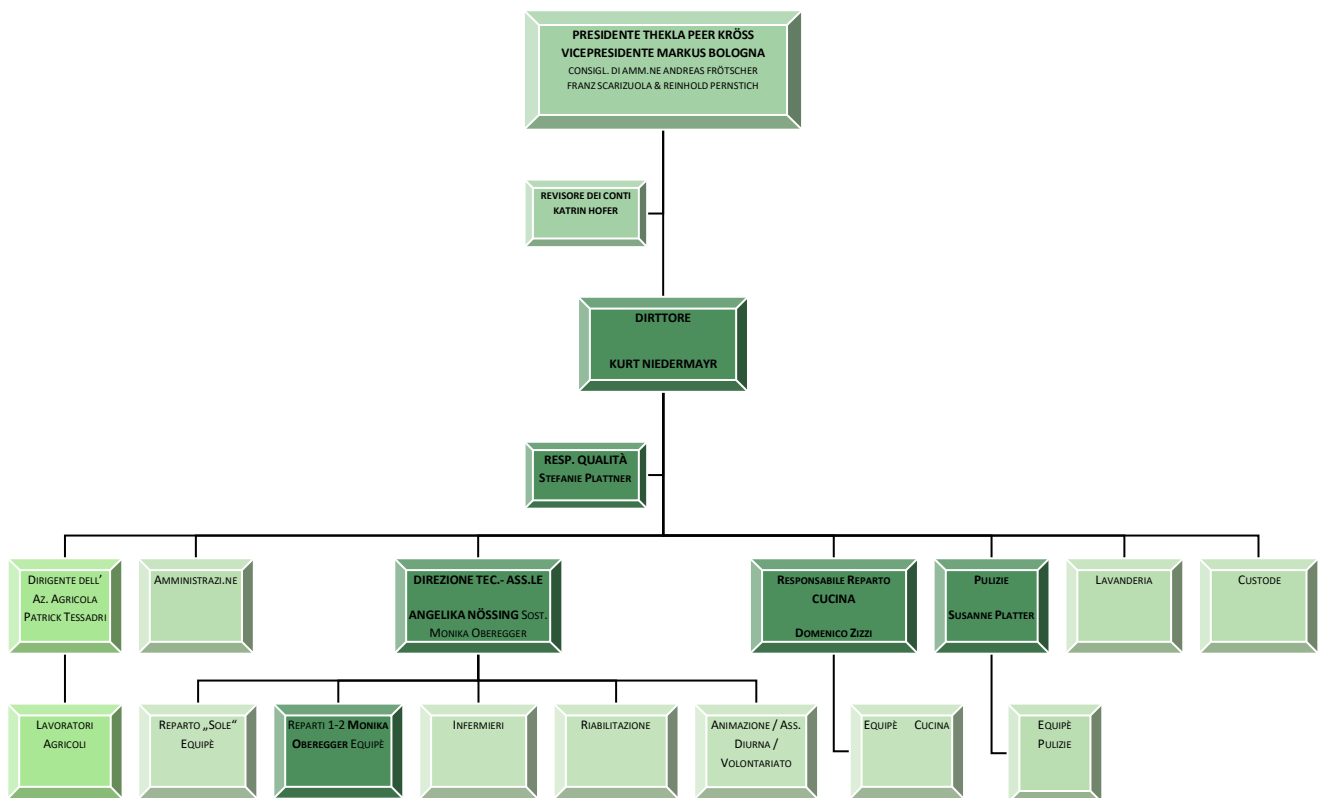 PRESIDENTE THEKLA PEER KRÖSS
VICEPRESIDENTE MARKUS BOLOGNA
CONSIGL. DI AMM.NE ANDREAS FRÖTSCHER
FRANZ SCARIZUOLA & REINHOLD PERNSTICH
REVISORE DEI CONTI
KATRIN HOFER
DIRTTORE
KURT NIEDERMAYR
RESP. QUALITÀ
STEFANIE PLATTNER
DIRIGENTE DELL'
AZ. AGRICOLA
PATRICK TESSADRI
AMMINISTRAZI.NE
DIREZIONE TEC.- ASS.LE
ANGELIKA NÖSSING SOST.
MONIKA OBEREGGER
RESPONSABILE REPARTO
CUCINA
DOMENICO ZIZZI
PULIZIE
SUSANNE PLATTER
LAVANDERIA
CUSTODE
LAVORATORI
AGRICOLI
REPARTO „SOLE“
EQUIPÈ
REPARTI 1-2 MONIKA
OBEREGGER EQUIPÈ
INFERMIERI
RIABILITAZIONE
ANIMAZIONE / ASS.
DIURNA /
VOLONTARIATO
EQUIPÈ CUCINA
EQUIPÈ
PULIZIE